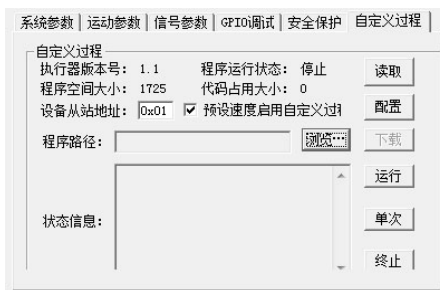 系统参数 运动参数 信号参数 GPIO调试 安全保护 自定义过程
自定义过程
执行器版本号: 1.1 程序运行状态: 停止 读取
程序空间大小: 1725 代码占用大小: 0
设备从站地址: 0x01 预设速度启用自定义过 配置
程序路径: 浏览... 下载
运行
状态信息: 单次
终止